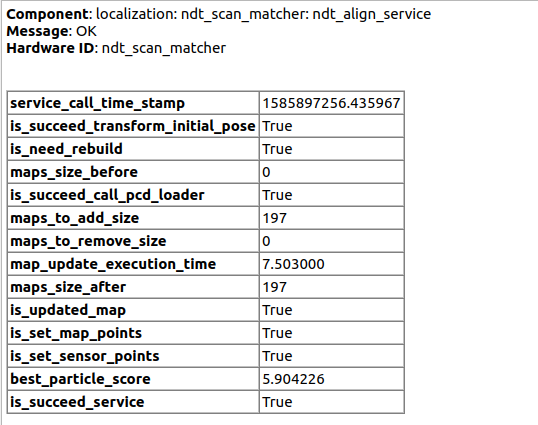 Component: localization: ndt_scan_matcher: ndt_align_service
Message: OK
Hardware ID: ndt_scan_matcher
service_call_time_stamp 1585897256.435967
is_succeed_transform_initial_pose True
is_need_rebuild True
maps_size_before 0
is_succeed_call_pcd_loader True
maps_to_add_size 197
maps_to_remove_size 0
map_update_execution_time 7.503000
maps_size_after 197
is_updated_map True
is_set_map_points True
is_set_sensor_points True
best_particle_score 5.904226
is_succeed_service True